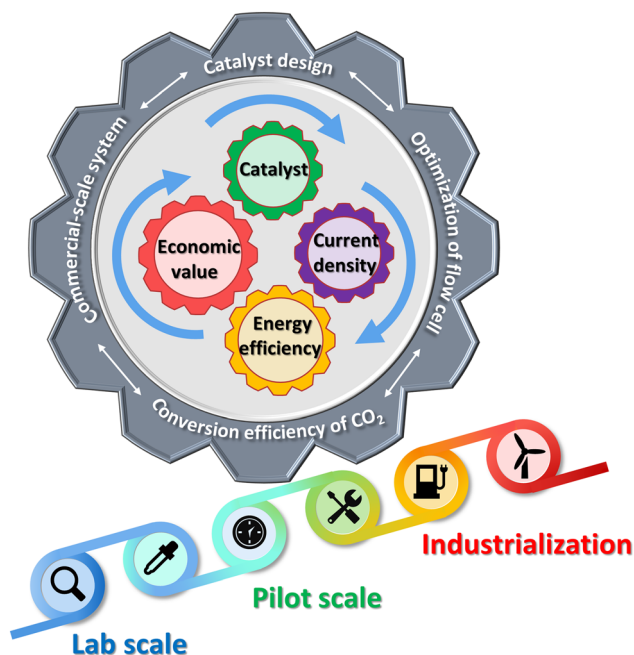 Catalyst design
Optimization of flow cell
Conversion efficiency of CO₂
Commercial-scale system
Catalyst
Current
density
Energy
efficiency
Economic
value
Industrialization
Pilot scale
Lab scale